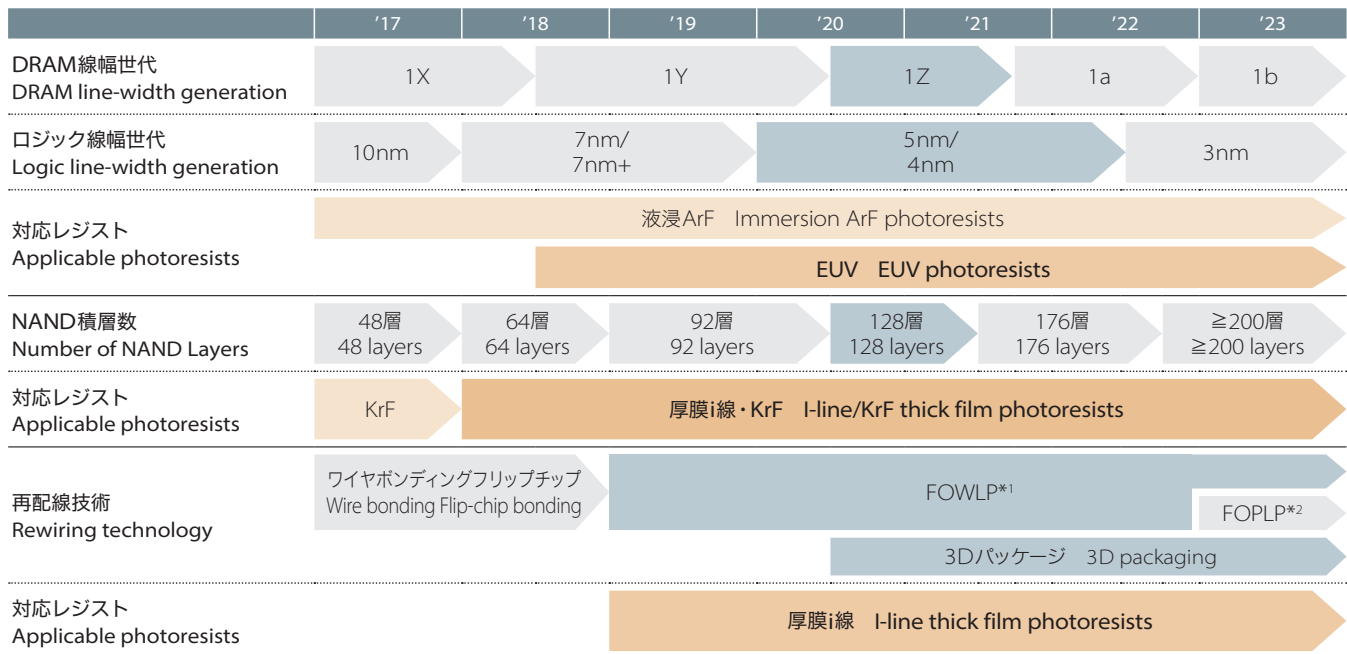 ’17 ’18 ’19 ’20 ’21 ’22 ’23
DRAM線幅世代
DRAM line-width generation
1X 1Y 1Z 1a 1b
ロジック線幅世代
Logic line-width generation
10nm
7nm/
7nm+
5nm/
4nm
3nm
対応レジスト
Applicable photoresists
液浸ArF Immersion ArF photoresists
EUV EUV photoresists
NAND積層数
Number of NAND Layers
48層
48 layers
64層
64 layers
92層
92 layers
128層
128 layers
176層
176 layers
≧200層
≧200 layers
対応レジスト
Applicable photoresists
KrF
厚膜i線・KrF I-line/KrF thick film photoresists
再配線技術
Rewiring technology
ワイヤボンディングフリップチップ
Wire bonding Flip-chip bonding
FOWLP*1
FOPLP*2
3Dパッケージ 3D packaging
対応レジスト
Applicable photoresists
厚膜i線 I-line thick film photoresists